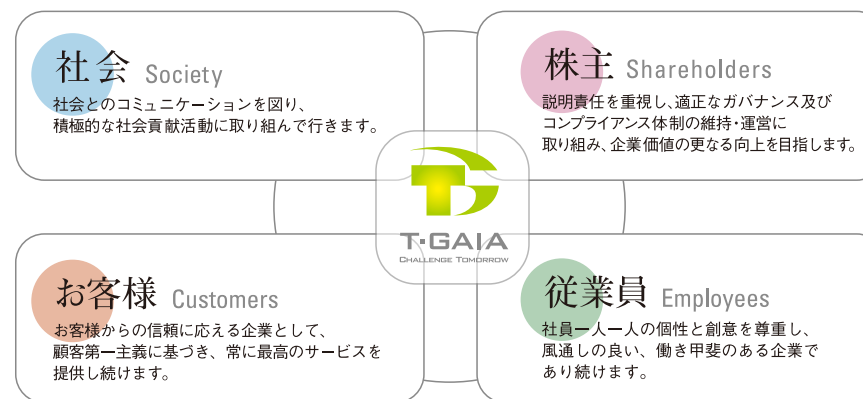 社会 Society
社会とのコミュニケーションを図り、
積極的な社会貢献活動に取り組んで行きます。
株主 Shareholders
説明責任を重視し、適正なガバナンス及び
コンプライアンス体制の維持・運営に
取り組み、企業価値の更なる向上を目指します。
T·GAIA
CHALLENGE TOMORROW
お客様 Customers
お客様からの信頼に応える企業として、
顧客第一主義に基づき、常に最高のサービスを
提供し続けます。
従業員 Employees
社員一人一人の個性と創意を尊重し、
風通しの良い、働き甲斐のある企業で
あり続けます。